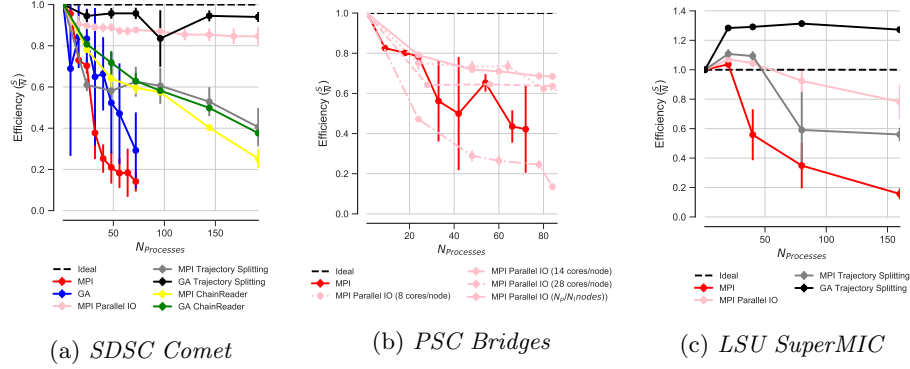 1.0
0.8
0.6
0.4
0.2
0.0
Efficiency (S/N)
50
100
150
N_Processes
Ideal
MPI
GA
MPI Parallel IO
MPI Trajectory Splitting
GA Trajectory Splitting
MPI ChainReader
GA ChainReader
(a) SDSC Comet
1.0
0.8
0.6
0.4
0.2
0.0
Efficiency (S/N)
20
40
60
80
N_Processes
Ideal
MPI
MPI Parallel IO (8 cores/node)
MPI Parallel IO (14 cores/node)
MPI Parallel IO (28 cores/node)
MPI Parallel IO (N_p/N_(nodes))
(b) PSC Bridges
1.4
1.2
1.0
0.8
0.6
0.4
0.2
0.0
Efficiency (S/N)
50
100
150
N_Processes
Ideal
MPI
MPI Parallel IO
MPI Trajectory Splitting
GA Trajectory Splitting
(c) LSU SuperMIC